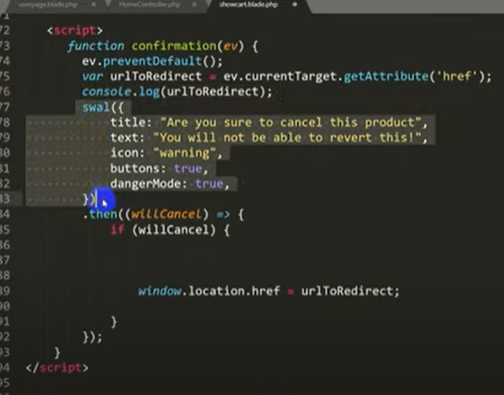 userpage.blade.php HomeController.php showcart.blade.php
71
72 <script>
73 function confirmation(ev) {
74 ev.preventDefault();
75 var urlToRedirect = ev.currentTarget.getAttribute('href');
76 console.log(urlToRedirect);
77 swal({
78 title: "Are you sure to cancel this product",
79 text: "You will not be able to revert this!",
80 icon: "warning",
81 buttons: true,
82 dangerMode: true,
83 })
84 .then((willCancel) => {
85 if (willCancel) {
86
87
88
89 window.location.href = urlToRedirect;
90
91 }
92 });
93 }
94 </script>
95